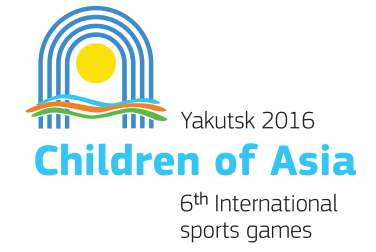 Yakutsk 2016
Children of Asia
6th International
sports games